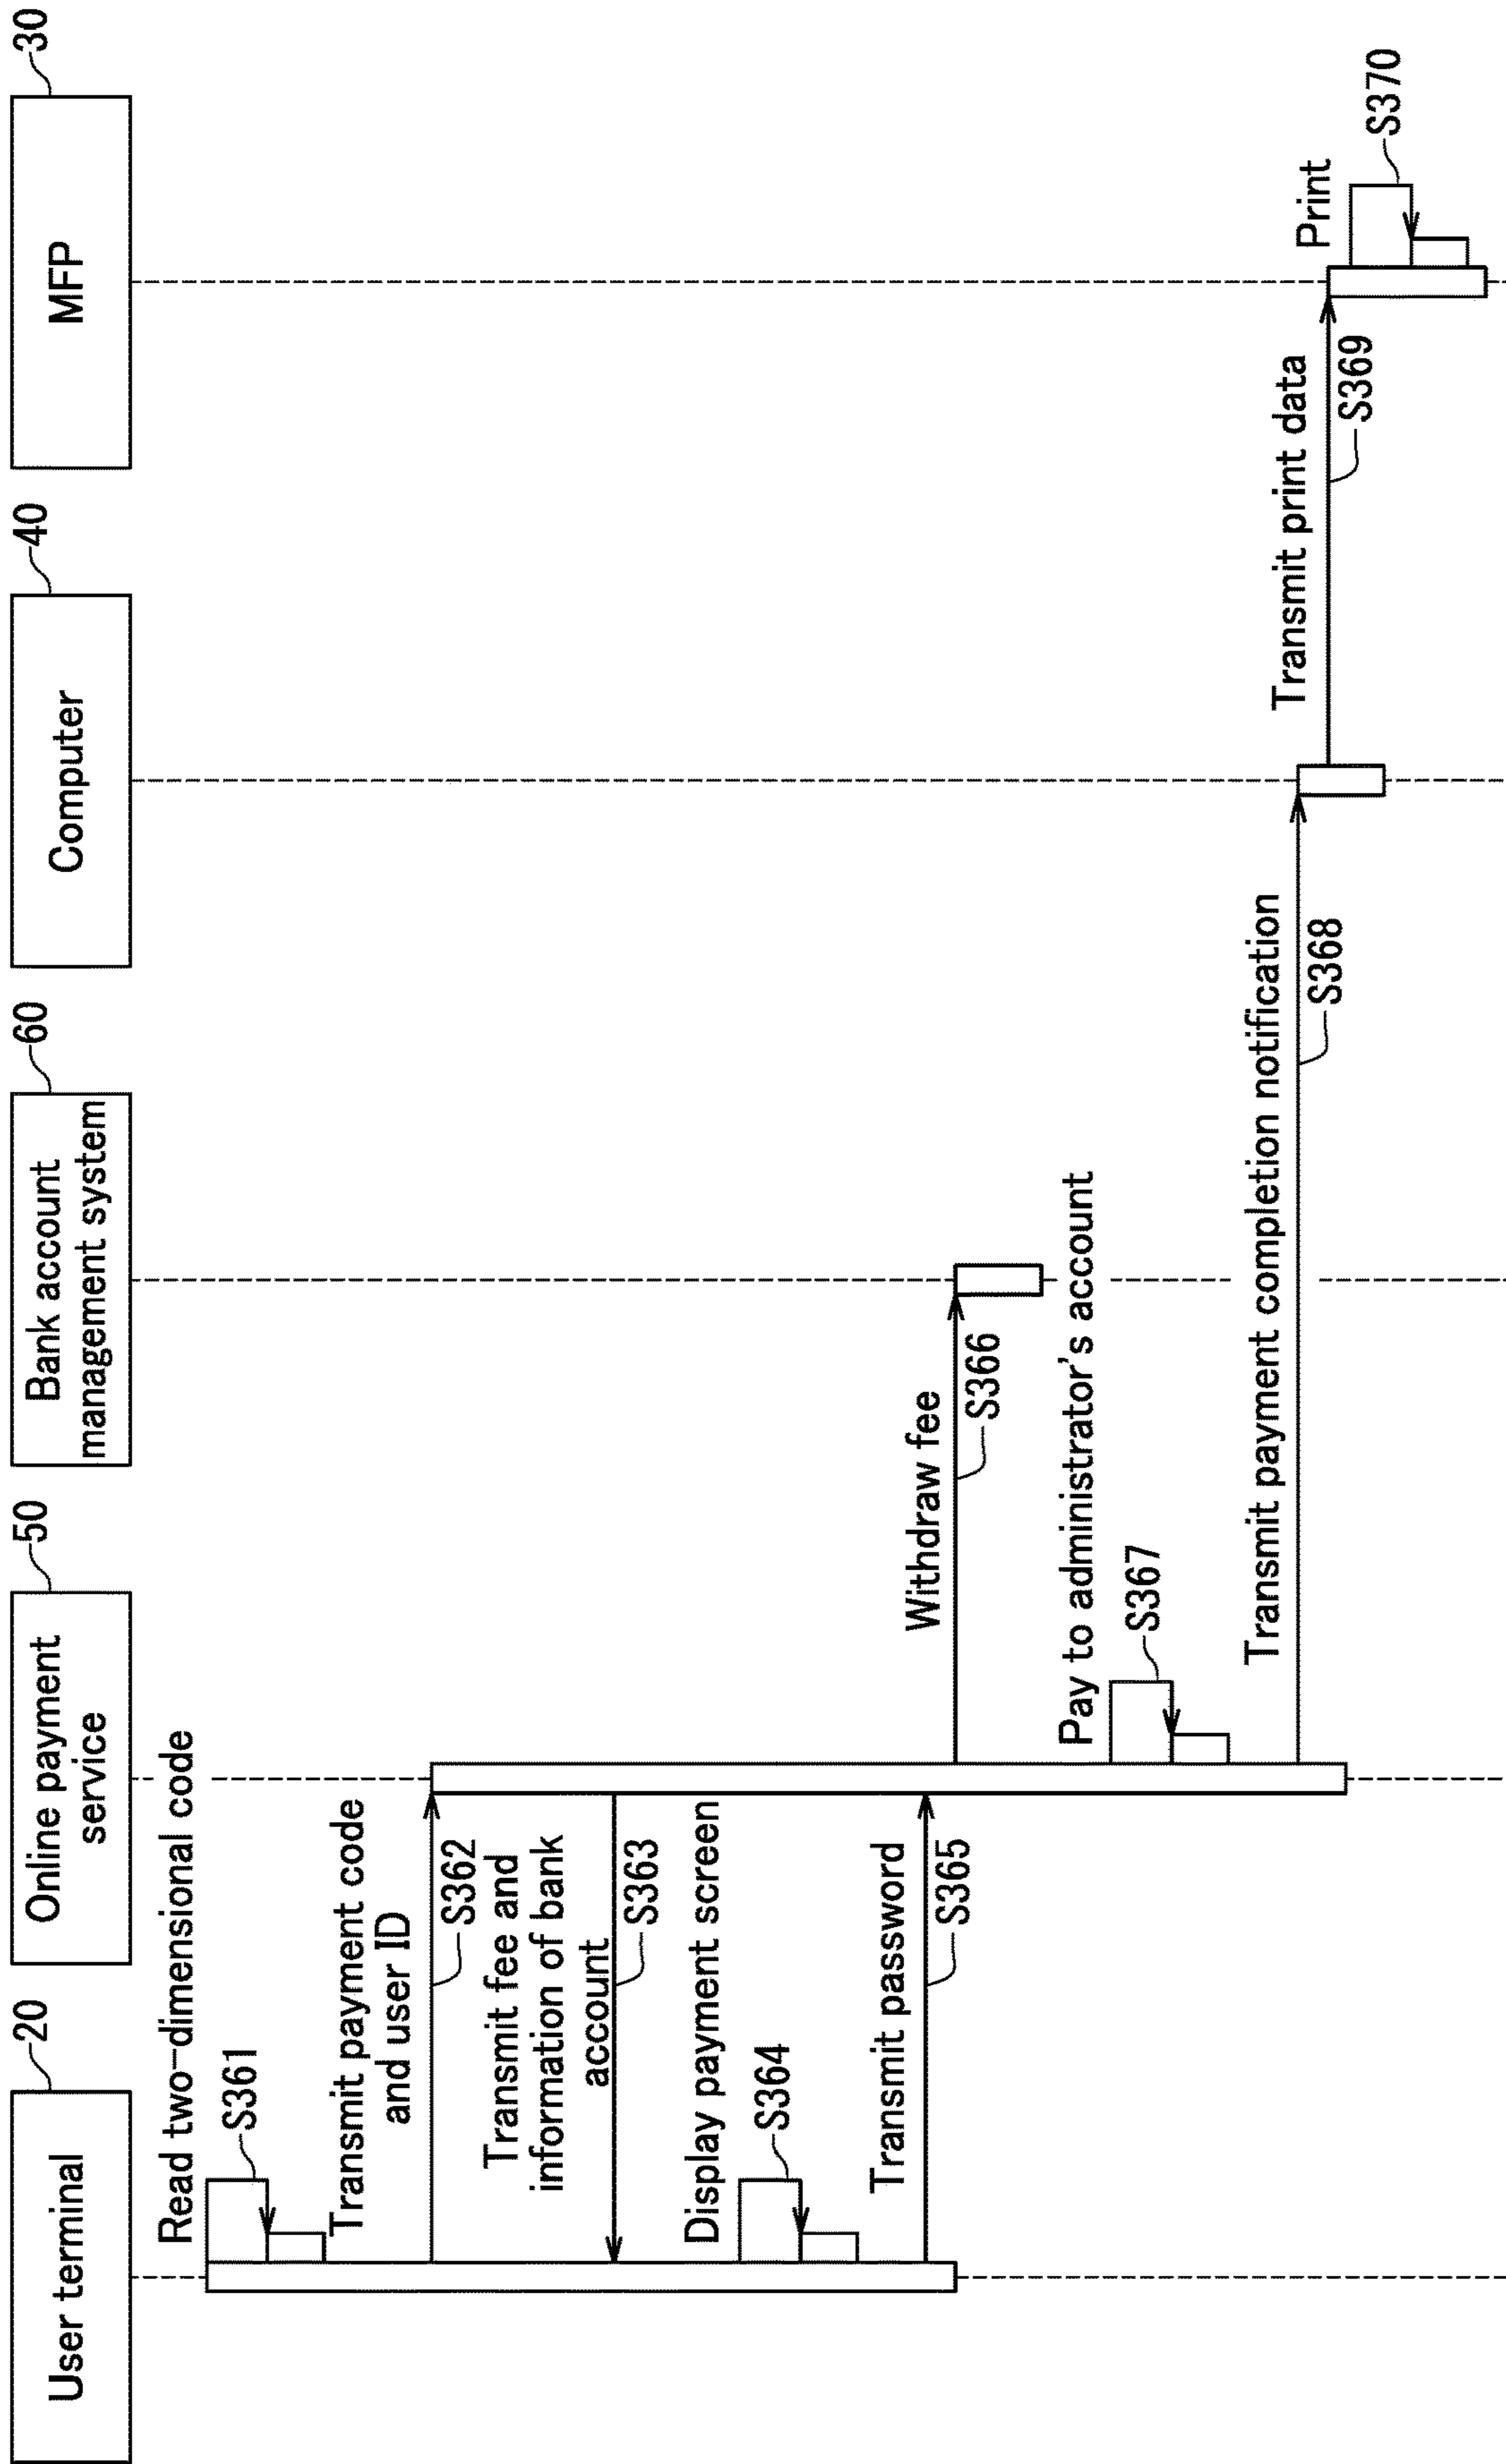 20
User terminal
50
Online payment
service
60
Bank account
management system
40
Computer
30
MFP
Read two-dimensional code
S361
Transmit payment code
and user ID
S362
Transmit fee and
information of bank
account
S363
Display payment screen
S364
Transmit password
S365
Withdraw fee
S366
Pay to administrator's account
S367
Transmit payment completion notification
S368
Transmit print data
S369
Print
S370